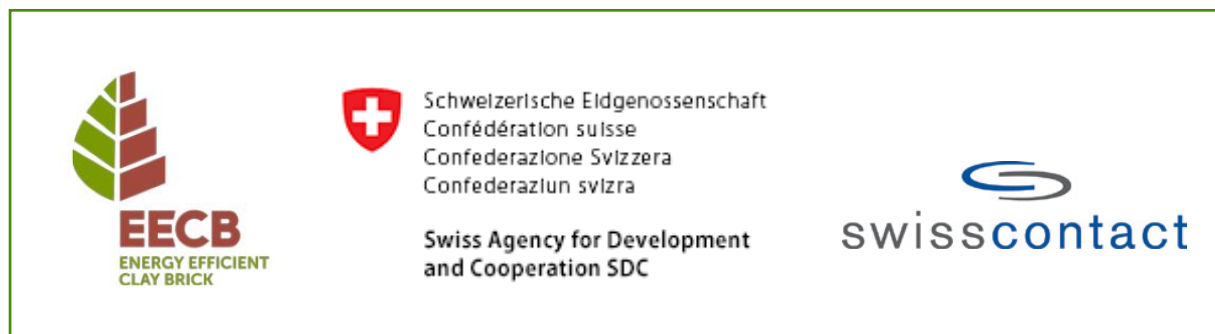 EECB
ENERGY EFFICIENT
CLAY BRICK
Schweizerische Eidgenossenschaft
Confédération suisse
Confederazione Svizzera
Confederaziun svizra
Swiss Agency for Development
and Cooperation SDC
swisscontact